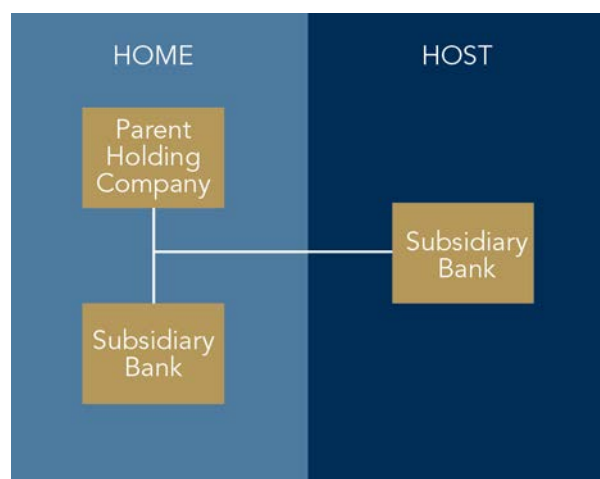 HOME
HOST
Parent
Holding
Company
Subsidiary
Bank
Subsidiary
Bank